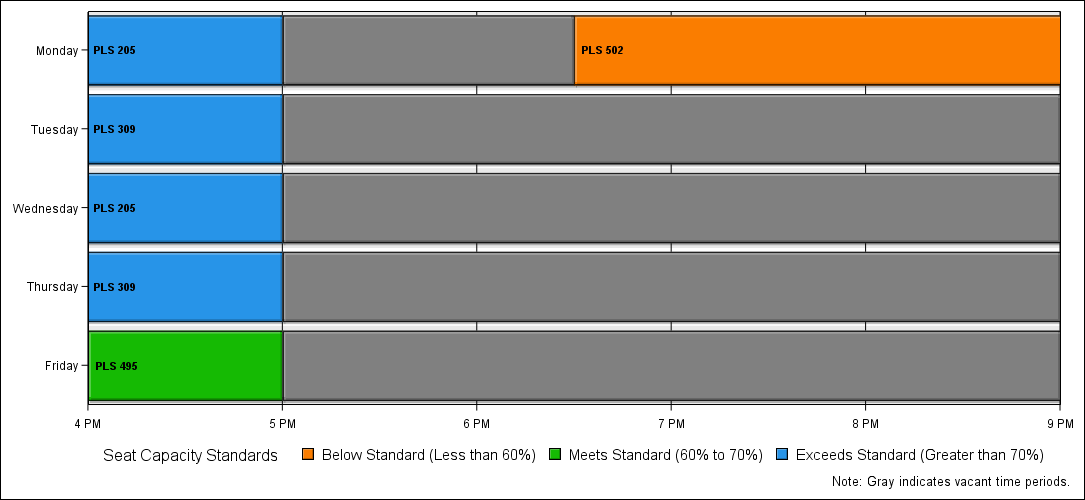 Monday PLS 205 PLS 502
Tuesday PLS 309
Wednesday PLS 205
Thursday PLS 309
Friday PLS 495
4 PM 5 PM 6 PM 7 PM 8 PM 9 PM
Seat Capacity Standards Below Standard (Less than 60%) Meets Standard (60% to 70%) Exceeds Standard (Greater than 70%)
Note: Gray indicates vacant time periods.